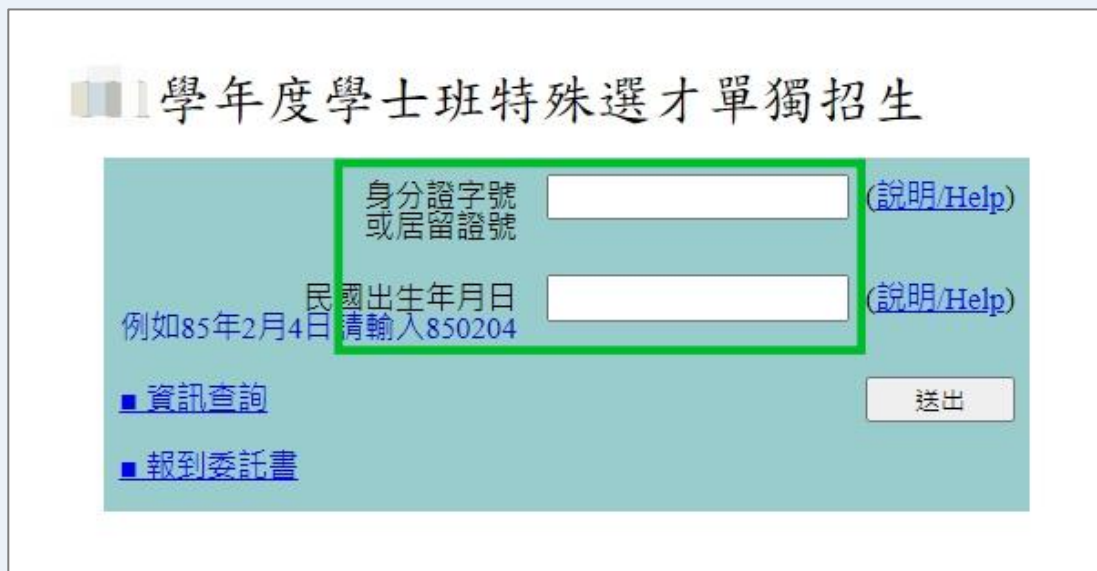 學年度學士班特殊選才單獨招生
身分證字號
或居留證號
(說明/Help)
民國出生年月日
例如85年2月4日請輸入850204
(說明/Help)
■ 資訊查詢
送出
■ 報到委託書